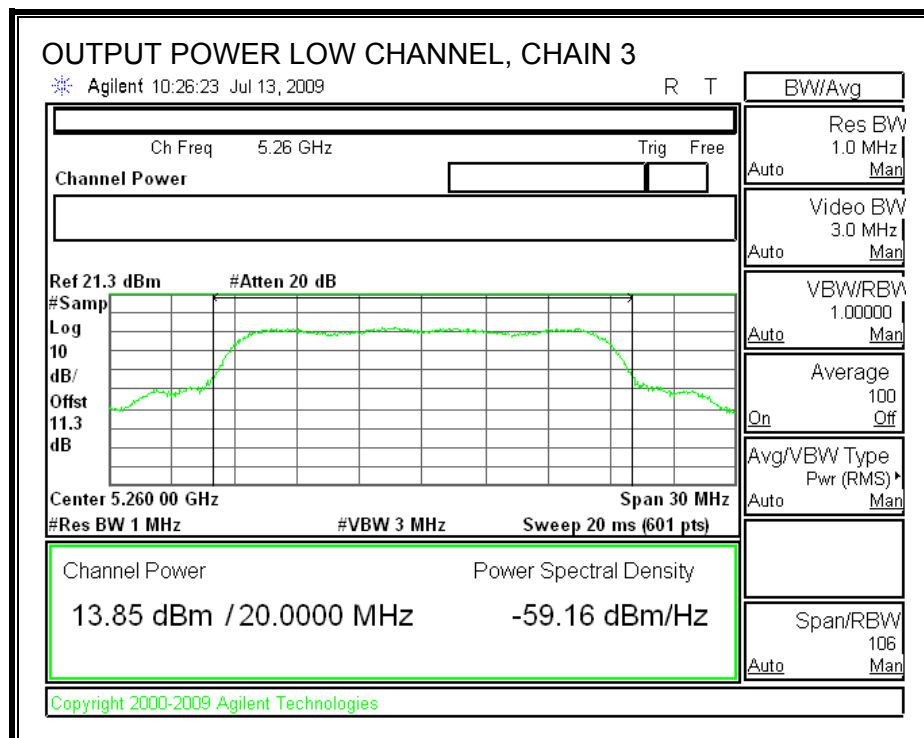 OUTPUT POWER LOW CHANNEL, CHAIN 3
Agilent 10:26:23 Jul 13, 2009 R T
BW/Avg
Ch Freq 5.26 GHz Trig Free
Channel Power
Res BW
1.0 MHz
Auto Man
Video BW
3.0 MHz
Auto Man
VBW/RBW
1.00000
Auto Man
Average
100
On Off
Avg/VBW Type
Pwr (RMS)
Auto Man
Span/RBW
106
Auto Man
Ref 21.3 dBm #Atten 20 dB
#Samp
Log
10
dB/
Offst
11.3
dB
Center 5.260 00 GHz Span 30 MHz
#Res BW 1 MHz #VBW 3 MHz Sweep 20 ms (601 pts)
Channel Power Power Spectral Density
13.85 dBm / 20.0000 MHz -59.16 dBm/Hz
Copyright 2000-2009 Agilent Technologies